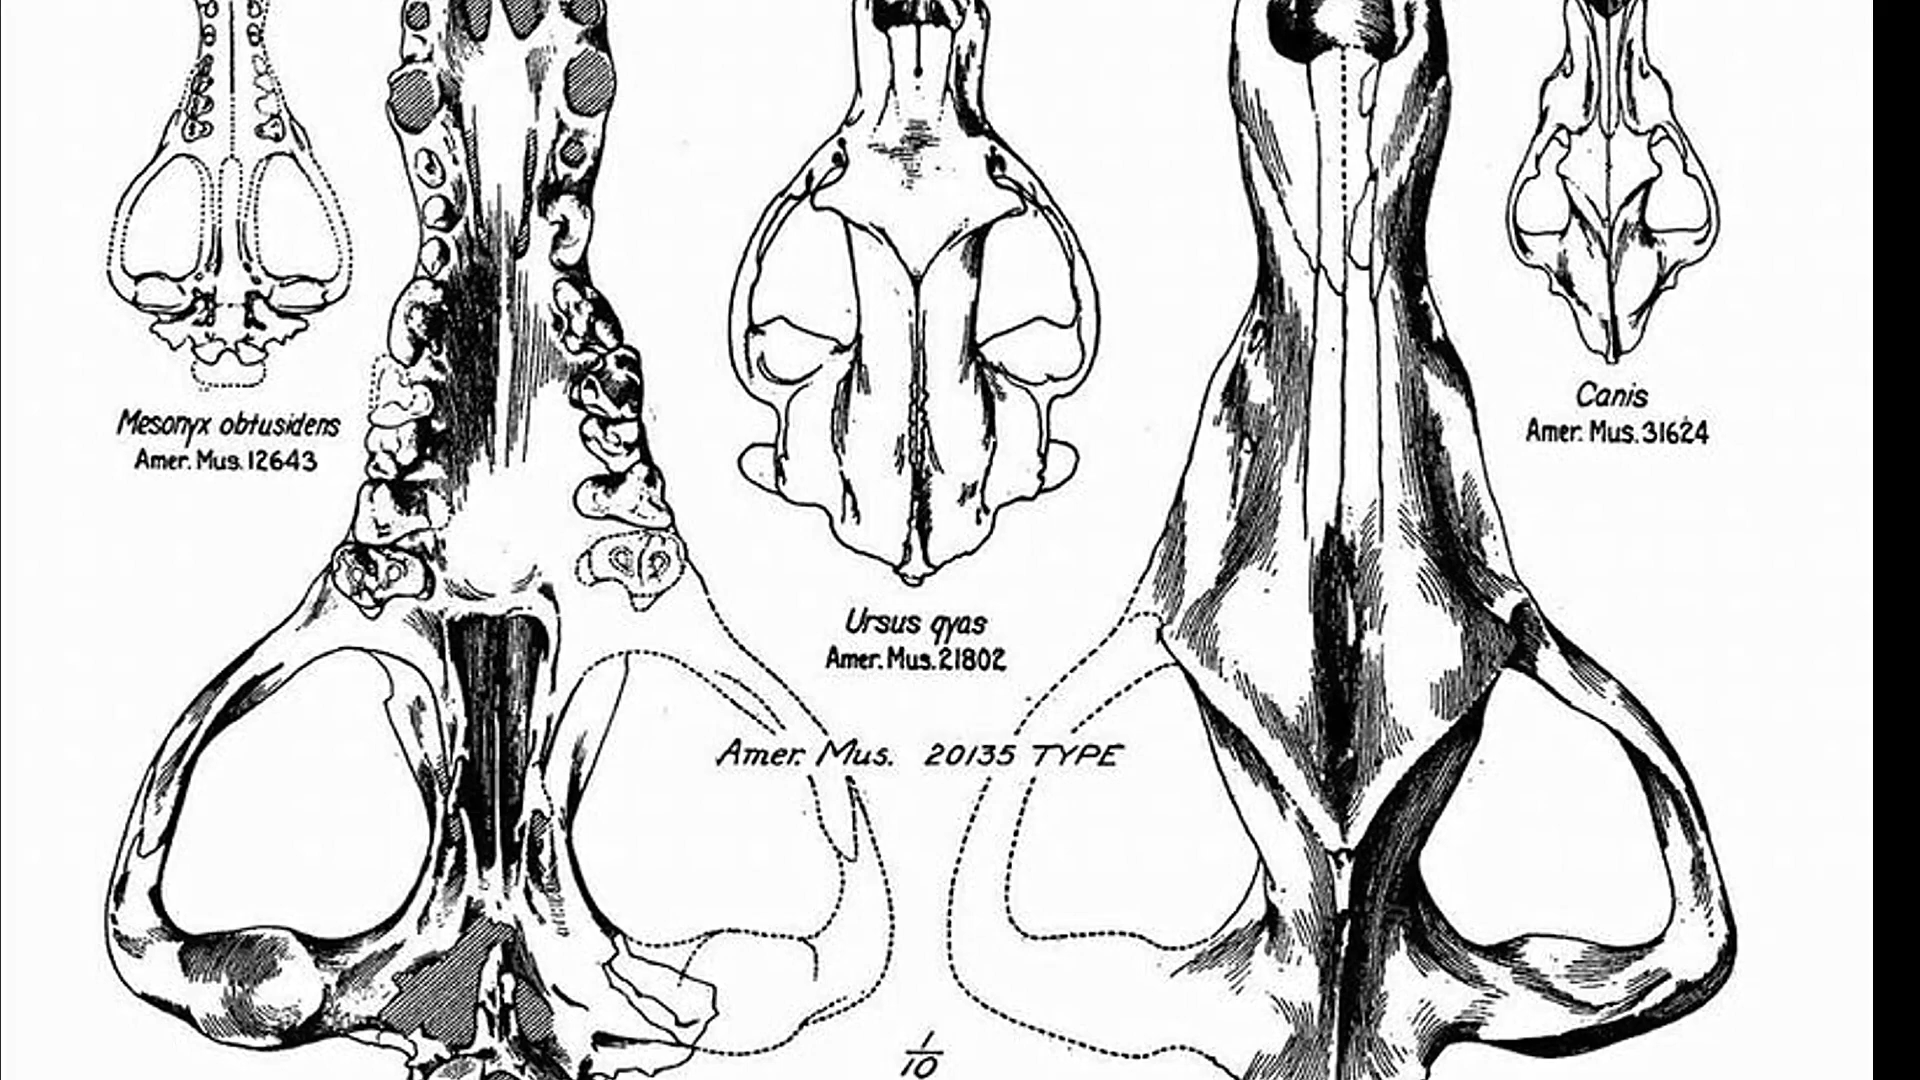 Mesonyx obtusidens
Amer. Mus. 12643
Ursus gyas
Amer. Mus. 21802
Canis
Amer. Mus. 31624
Amer. Mus. 20135 TYPE
1/10